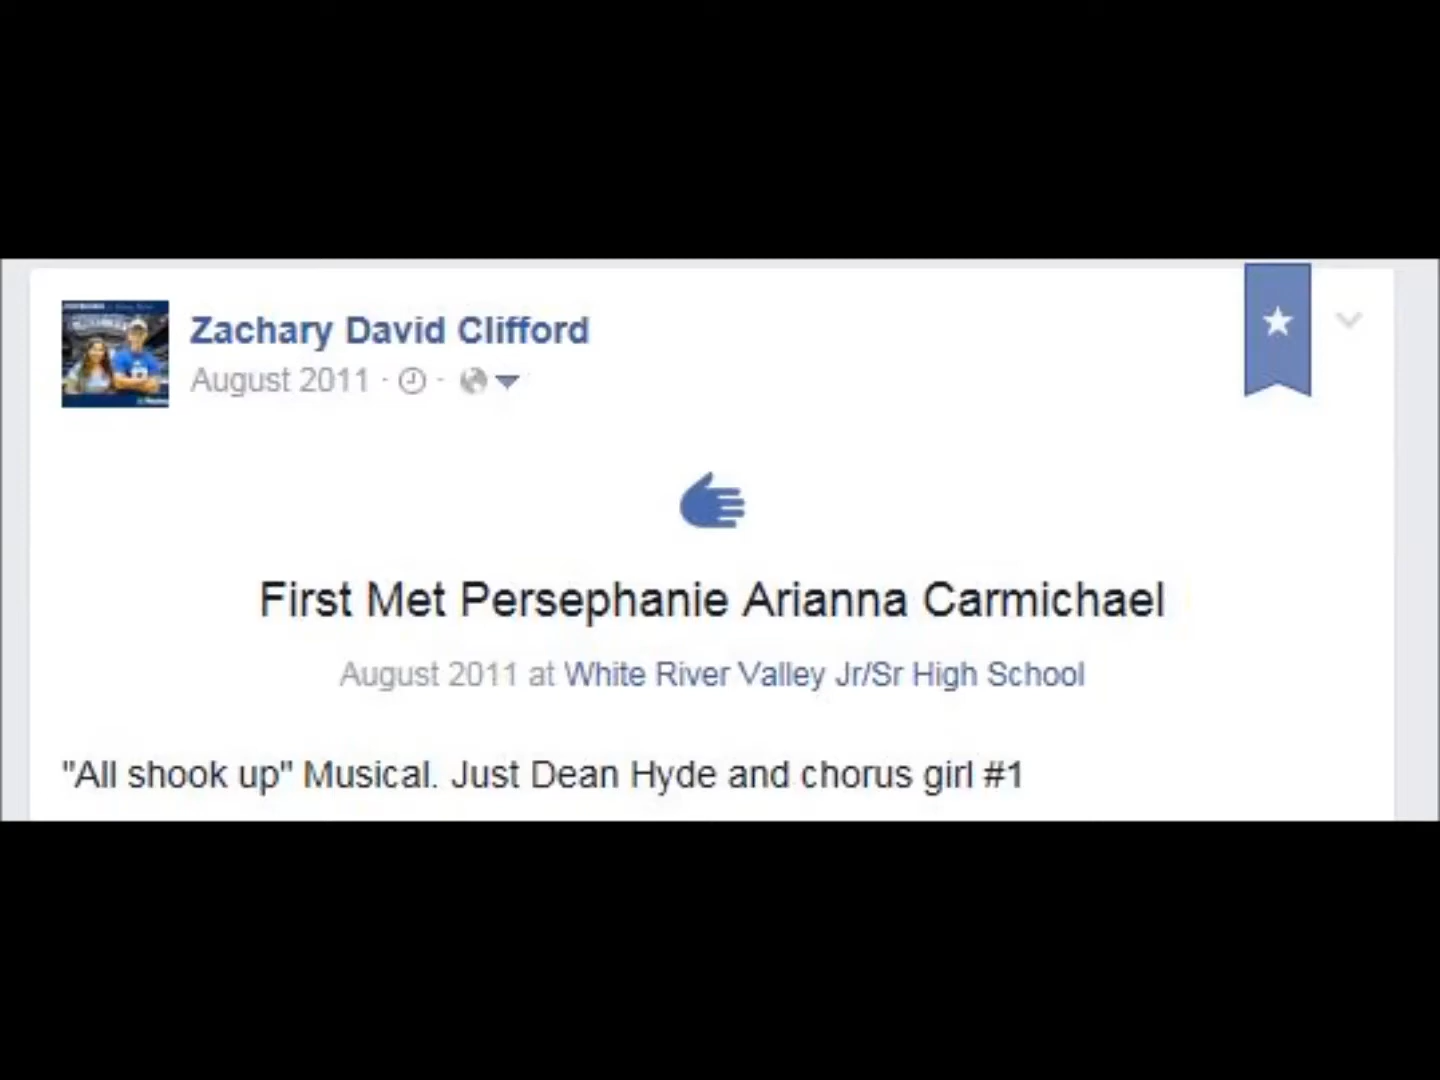 Zachary David Clifford
August 2011
First Met Persephanie Arianna Carmichael
August 2011 at White River Valley Jr/Sr High School
"All shook up" Musical. Just Dean Hyde and chorus girl #1